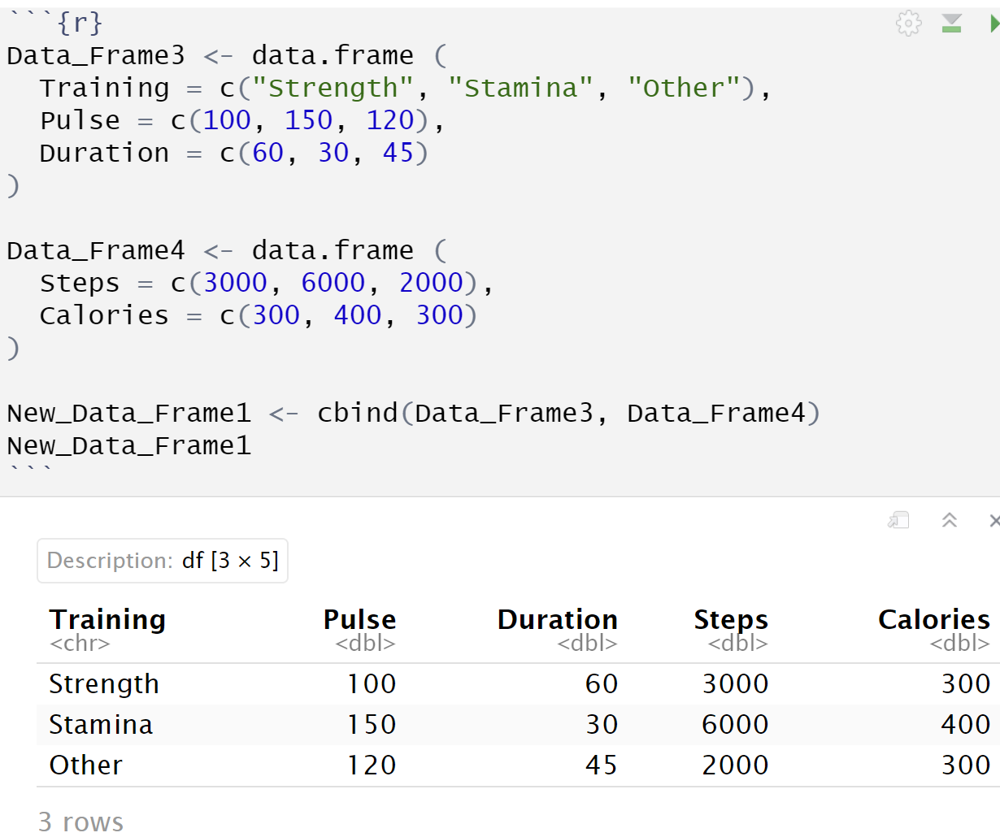 ```{r}
Data_Frame3 <- data.frame (
  Training = c("Strength", "Stamina", "Other"),
  Pulse = c(100, 150, 120),
  Duration = c(60, 30, 45)
)

Data_Frame4 <- data.frame (
  Steps = c(3000, 6000, 2000),
  Calories = c(300, 400, 300)
)

New_Data_Frame1 <- cbind(Data_Frame3, Data_Frame4)
New_Data_Frame1
```
Description: df [3 × 5]
Training Pulse Duration Steps Calories
<chr> <dbl> <dbl> <dbl> <dbl>
Strength 100 60 3000 300
Stamina 150 30 6000 400
Other 120 45 2000 300
3 rows